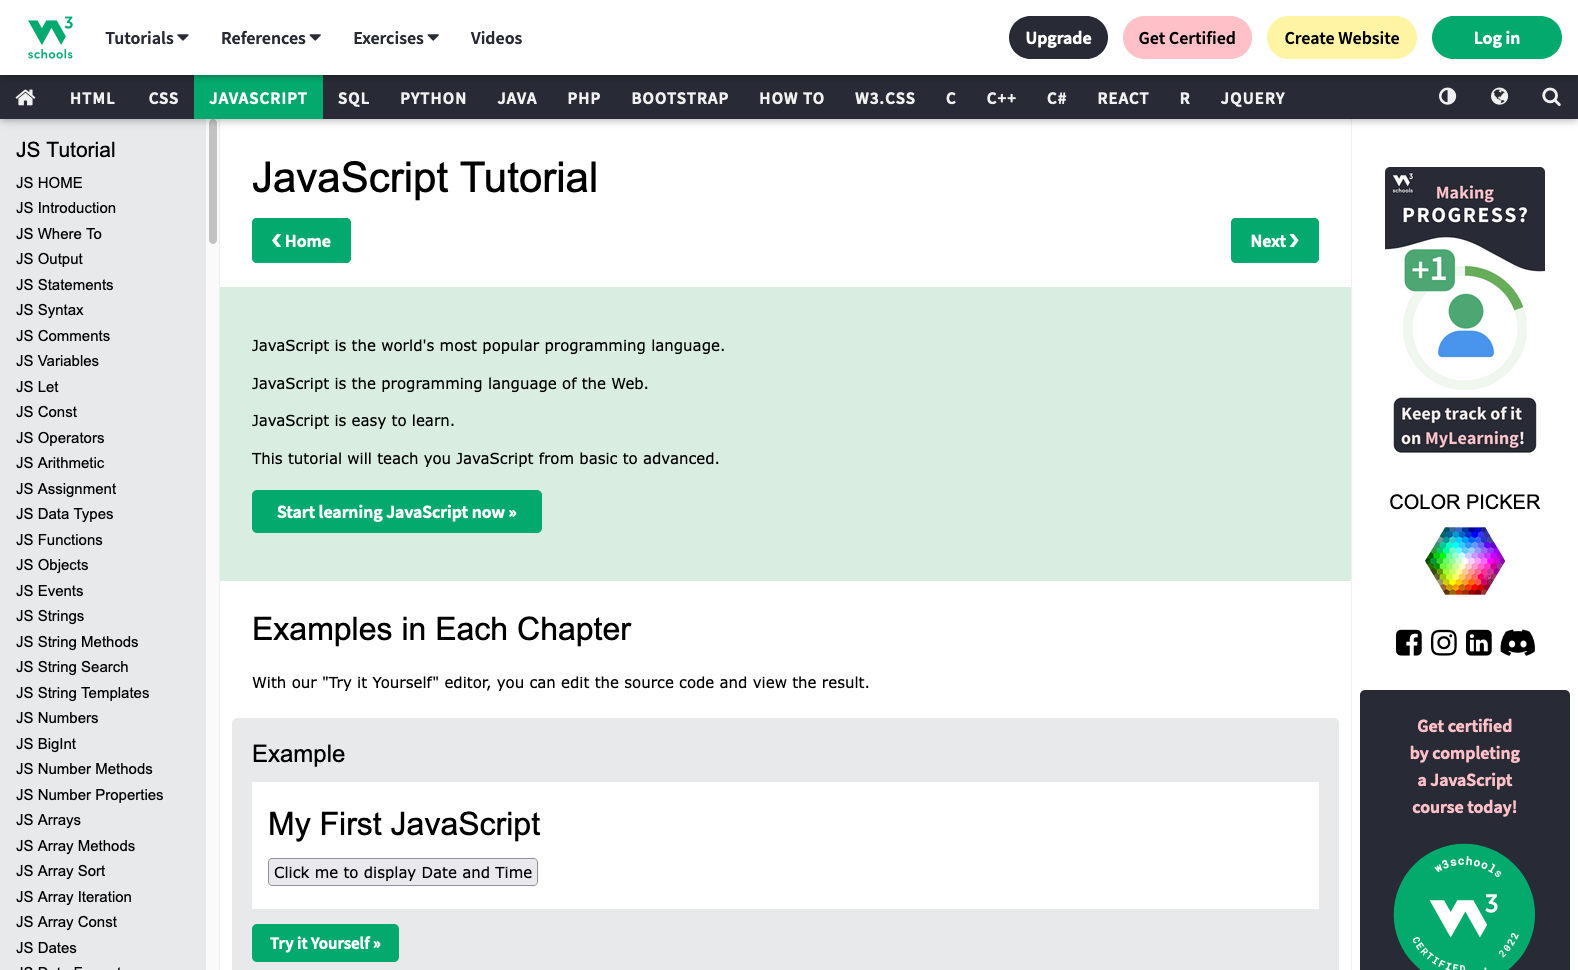 W3 schools
Tutorials References Exercises Videos
Upgrade Get Certified Create Website Log in
HTML CSS JAVASCRIPT SQL PYTHON JAVA PHP BOOTSTRAP HOW TO W3.CSS C C++ C# REACT R JQUERY
JS Tutorial
JS HOME
JS Introduction
JS Where To
JS Output
JS Statements
JS Syntax
JS Comments
JS Variables
JS Let
JS Const
JS Operators
JS Arithmetic
JS Assignment
JS Data Types
JS Functions
JS Objects
JS Events
JS Strings
JS String Methods
JS String Search
JS String Templates
JS Numbers
JS BigInt
JS Number Methods
JS Number Properties
JS Arrays
JS Array Methods
JS Array Sort
JS Array Iteration
JS Array Const
JS Dates
JavaScript Tutorial
❮ Home
Next ❯
JavaScript is the world's most popular programming language.
JavaScript is the programming language of the Web.
JavaScript is easy to learn.
This tutorial will teach you JavaScript from basic to advanced.
Start learning JavaScript now »
Examples in Each Chapter
With our "Try it Yourself" editor, you can edit the source code and view the result.
Example
My First JavaScript
Click me to display Date and Time
Try it Yourself »
W3 schools
Making
PROGRESS?
+1
Keep track of it
on MyLearning!
COLOR PICKER
Get certified
by completing
a JavaScript
course today!
w3schools
W3
CERTIFIED
2022